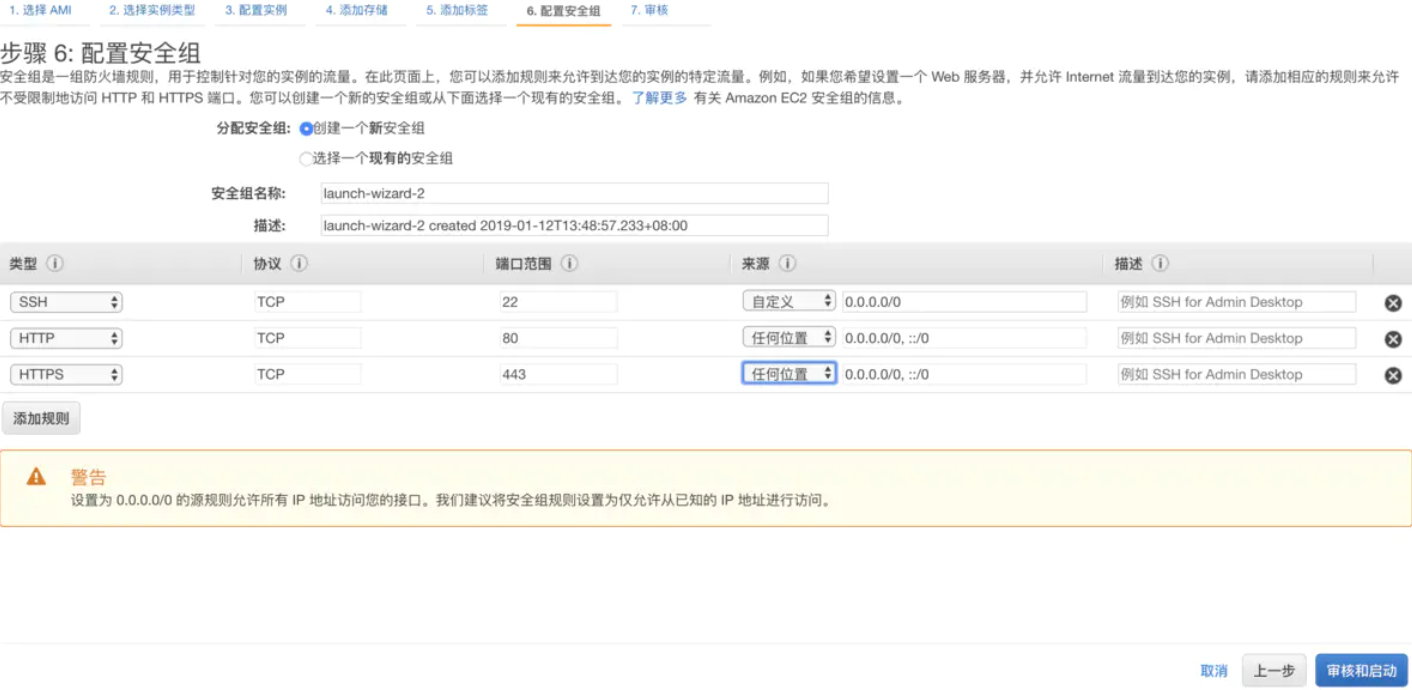 1. 选择 AMI 2. 选择实例类型 3. 配置实例 4. 添加存储 5. 添加标签 6. 配置安全组 7. 审核
步骤 6: 配置安全组
安全组是一组防火墙规则，用于控制针对您的实例的流量。在此页面上，您可以添加规则来允许到达您的实例的特定流量。例如，如果您希望设置一个 Web 服务器，并允许 Internet 流量到达您的实例，请添加相应的规则来允许
不受限制地访问 HTTP 和 HTTPS 端口。您可以创建一个新的安全组或从下面选择一个现有的安全组。 了解更多 有关 Amazon EC2 安全组的信息。
分配安全组: 创建一个新安全组
选择一个现有的安全组
安全组名称: launch-wizard-2
描述: launch-wizard-2 created 2019-01-12T13:48:57.233+08:00
类型 i 协议 i 端口范围 i 来源 i 描述 i
SSH TCP 22 自定义 0.0.0.0/0 例如 SSH for Admin Desktop
HTTP TCP 80 任何位置 0.0.0.0/0, ::/0 例如 SSH for Admin Desktop
HTTPS TCP 443 任何位置 0.0.0.0/0, ::/0 例如 SSH for Admin Desktop
添加规则
警告
设置为 0.0.0.0/0 的源规则允许所有 IP 地址访问您的接口。我们建议将安全组规则设置为仅允许从已知的 IP 地址进行访问。
取消 上一步 审核和启动